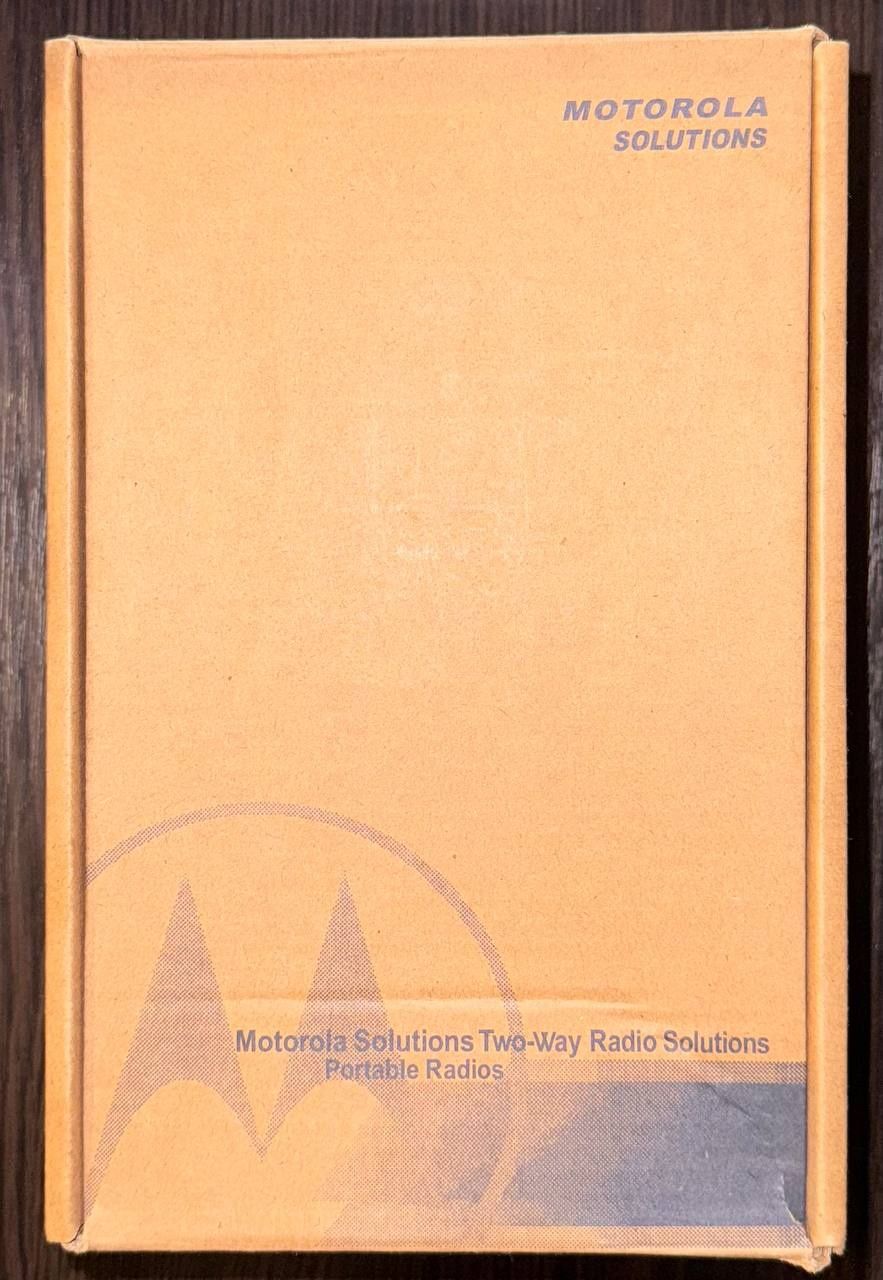 MOTOROLA
SOLUTIONS
Motorola Solutions Two-Way Radio Solutions
Portable Radios